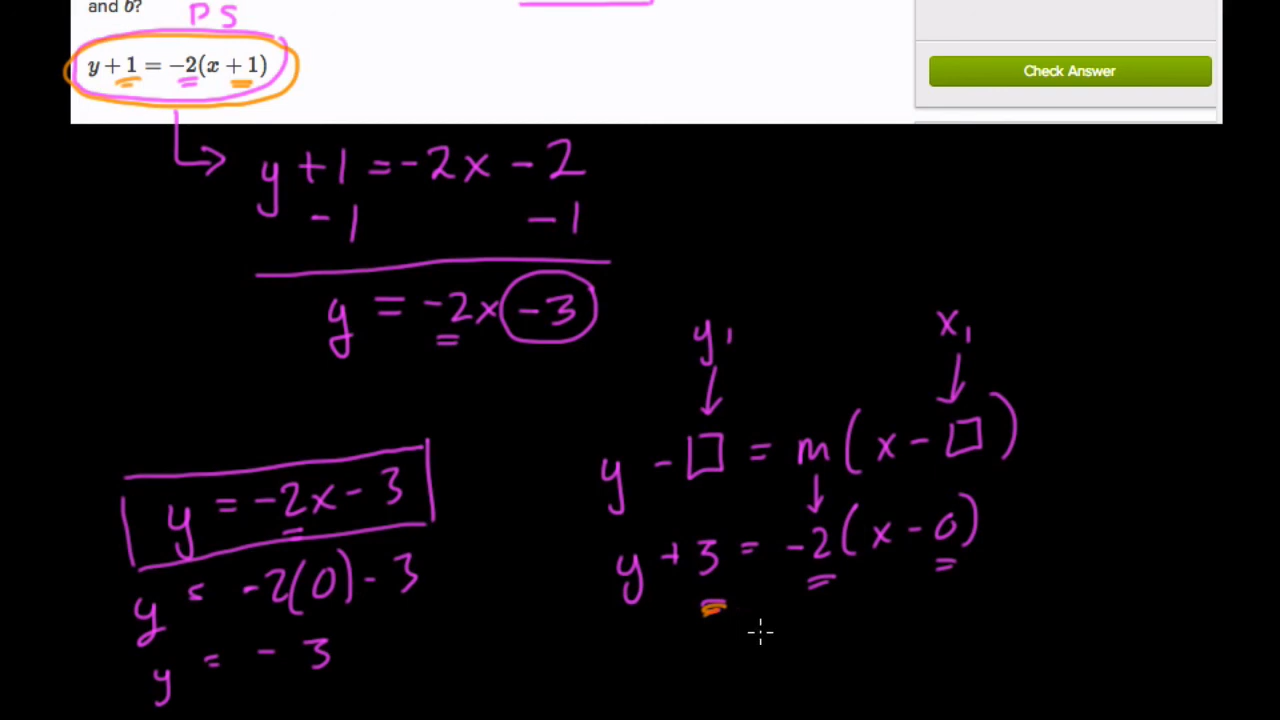 and b?
PS
y + 1 = −2(x + 1)
Check Answer
y + 1 = -2x - 2
- 1 - 1
y = -2x - 3
y₁ x₁
y - □ = m(x - □)
y = -2x - 3
y + 3 = -2(x - 0)
y = -2(0) - 3
y = - 3